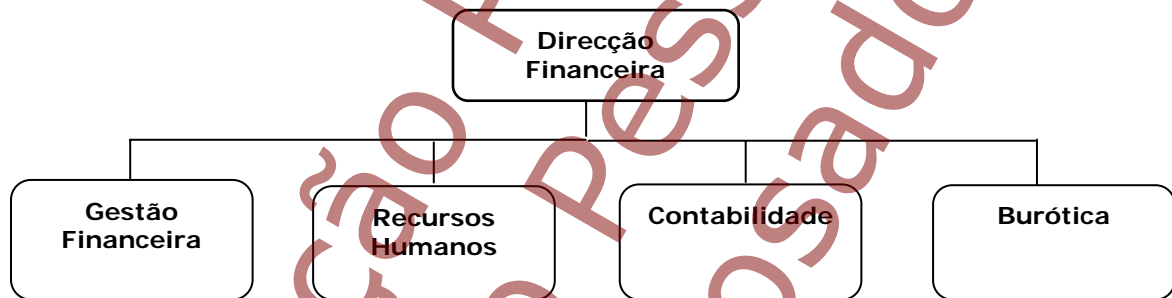 Direcção
Financeira
Gestão
Financeira
Recursos
Humanos
Contabilidade
Burótica